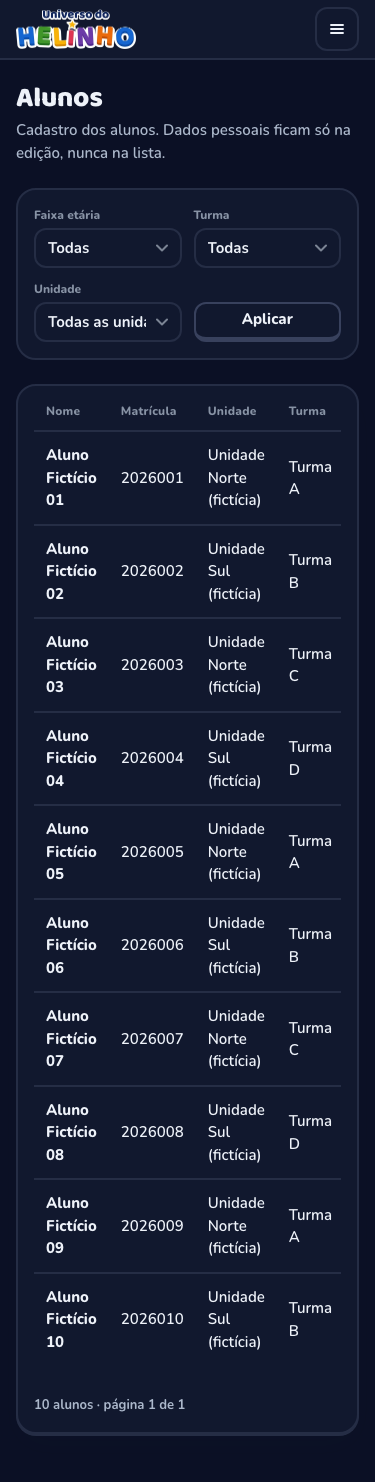 Universo do
HELINHO
Alunos
Cadastro dos alunos. Dados pessoais ficam só na
edição, nunca na lista.
Faixa etária Turma
Todas Todas
Unidade
Todas as unida Aplicar
Nome Matrícula Unidade Turma
Aluno Fictício 01 2026001 Unidade Norte (fictícia) Turma A
Aluno Fictício 02 2026002 Unidade Sul (fictícia) Turma B
Aluno Fictício 03 2026003 Unidade Norte (fictícia) Turma C
Aluno Fictício 04 2026004 Unidade Sul (fictícia) Turma D
Aluno Fictício 05 2026005 Unidade Norte (fictícia) Turma A
Aluno Fictício 06 2026006 Unidade Sul (fictícia) Turma B
Aluno Fictício 07 2026007 Unidade Norte (fictícia) Turma C
Aluno Fictício 08 2026008 Unidade Sul (fictícia) Turma D
Aluno Fictício 09 2026009 Unidade Norte (fictícia) Turma A
Aluno Fictício 10 2026010 Unidade Sul (fictícia) Turma B
10 alunos · página 1 de 1